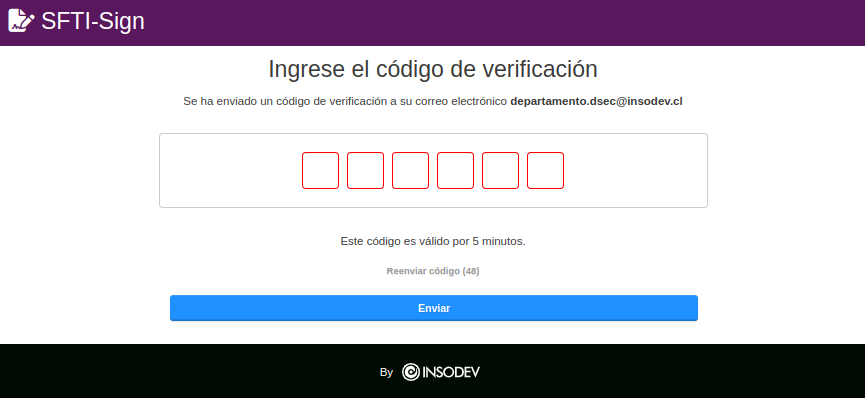 SFTI-Sign
Ingrese el código de verificación
Se ha enviado un código de verificación a su correo electrónico departamento.dsec@insodev.cl
Este código es válido por 5 minutos.
Reenviar código (48)
Enviar
By INSODEV